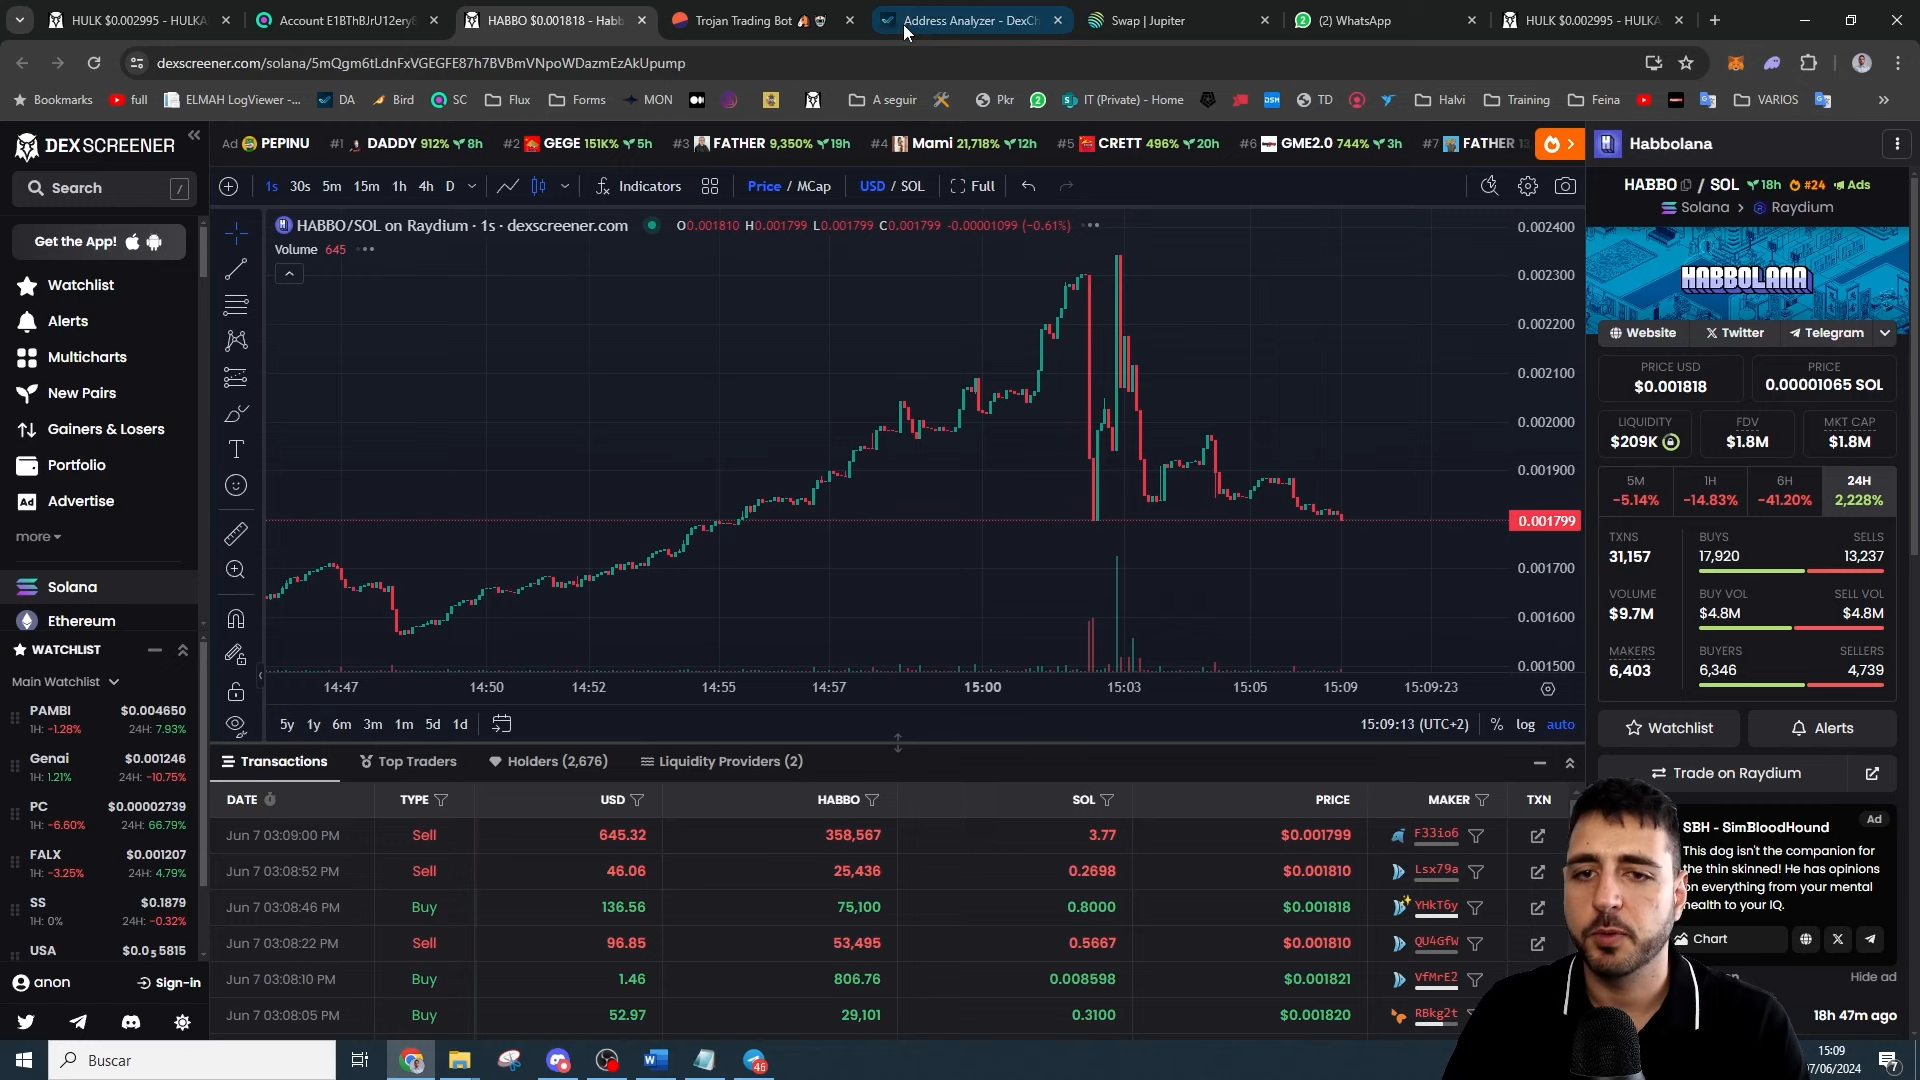 HULK $0.002995 - HULKA
Account E1BThBJrU12ery
HABBO $0.001818 - Habb
Trojan Trading Bot
Address Analyzer - DexCh
Swap | Jupiter
(2) WhatsApp
HULK $0.002995 - HULKA
dexscreener.com/solana/5mQgm6tLdnFxVGEGFE87h7BVBmVNpoWDazmEzAkUpump
Bookmarks
full
ELMAH LogViewer -...
DA
Bird
SC
Flux
Forms
MON
A seguir
Pkr
IT (Private) - Home
DSM
TD
Halvi
Training
Feina
VARIOS
DEXSCREENER
Ad PEPINU
#1 DADDY 912% 8h
#2 GEGE 151K% 5h
#3 FATHER 9,350% 19h
#4 Mami 21,718% 12h
#5 CRETT 496% 20h
#6 GME2.0 744% 3h
#7 FATHER
Habbolana
Search /
1s 30s 5m 15m 1h 4h D
Indicators
Price / MCap
USD / SOL
Full
HABBO / SOL 18h #24 Ads
Solana > Raydium
Get the App!
Watchlist
Alerts
Multicharts
New Pairs
Gainers & Losers
Portfolio
Ad Advertise
more
Solana
Ethereum
HABBO/SOL on Raydium · 1s · dexscreener.com
O0.001810 H0.001799 L0.001799 C0.001799 -0.00001099 (-0.61%)
Volume 645
0.002400
0.002300
0.002200
0.002100
0.002000
0.001900
0.001799
0.001700
0.001600
0.001500
14:47 14:50 14:52 14:55 14:57 15:00 15:03 15:05 15:09 15:09:23
5y 1y 6m 3m 1m 5d 1d
15:09:13 (UTC+2) % log auto
HABBOLANA
Website
Twitter
Telegram
PRICE USD
$0.001818
PRICE
0.00001065 SOL
LIQUIDITY
$209K
FDV
$1.8M
MKT CAP
$1.8M
5M
-5.14%
1H
-14.83%
6H
-41.20%
24H
2,228%
TXNS
31,157
BUYS
17,920
SELLS
13,237
VOLUME
$9.7M
BUY VOL
$4.8M
SELL VOL
$4.8M
MAKERS
6,403
BUYERS
6,346
SELLERS
4,739
Watchlist
Alerts
Trade on Raydium
WATCHLIST
Main Watchlist
PAMBI $0.004650
1H: -1.28% 24H: 7.93%
Genai $0.001246
1H: 1.21% 24H: -10.75%
PC $0.00002739
1H: -6.60% 24H: 66.79%
FALX $0.001207
1H: -3.25% 24H: 4.79%
SS $0.1879
1H: 0% 24H: -0.32%
USA $0.0₅5815
anon
Sign-in
Transactions
Top Traders
Holders (2,676)
Liquidity Providers (2)
DATE TYPE USD HABBO SOL PRICE MAKER TXN
Jun 7 03:09:00 PM Sell 645.32 358,567 3.77 $0.001799 F33io6
Jun 7 03:08:52 PM Sell 46.06 25,436 0.2698 $0.001810 Lsx79a
Jun 7 03:08:46 PM Buy 136.56 75,100 0.8000 $0.001818 YHkT6y
Jun 7 03:08:22 PM Sell 96.85 53,495 0.5667 $0.001810 QU4GfW
Jun 7 03:08:10 PM Buy 1.46 806.76 0.008598 $0.001821 VfMrE2
Jun 7 03:08:05 PM Buy 52.97 29,101 0.3100 $0.001820 RBkg2t
SBH - SimBloodHound
Ad
This dog isn't the companion for
the thin skinned! He has opinions
on everything from your mental
health to your IQ.
Chart
Hide ad
18h 47m ago
Buscar
46
15:09
7